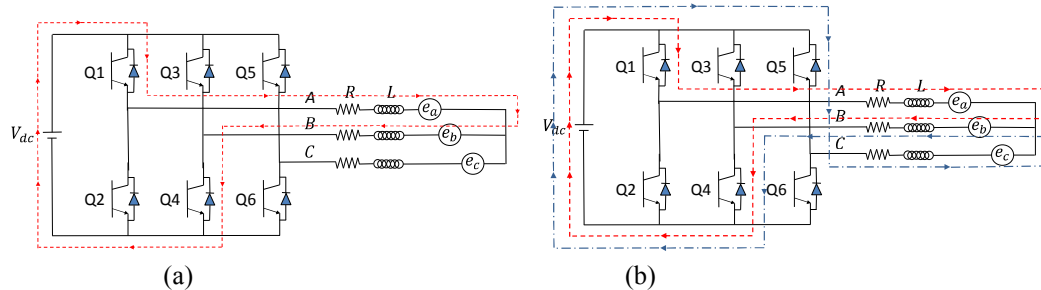 Q1 Q3 Q5
A R L
e_a
V_dc B
e_b
C
e_c
Q2 Q4 Q6
(a)
Q1 Q3 Q5
A R L
e_a
V_dc B
e_b
C
e_c
Q2 Q4 Q6
(b)